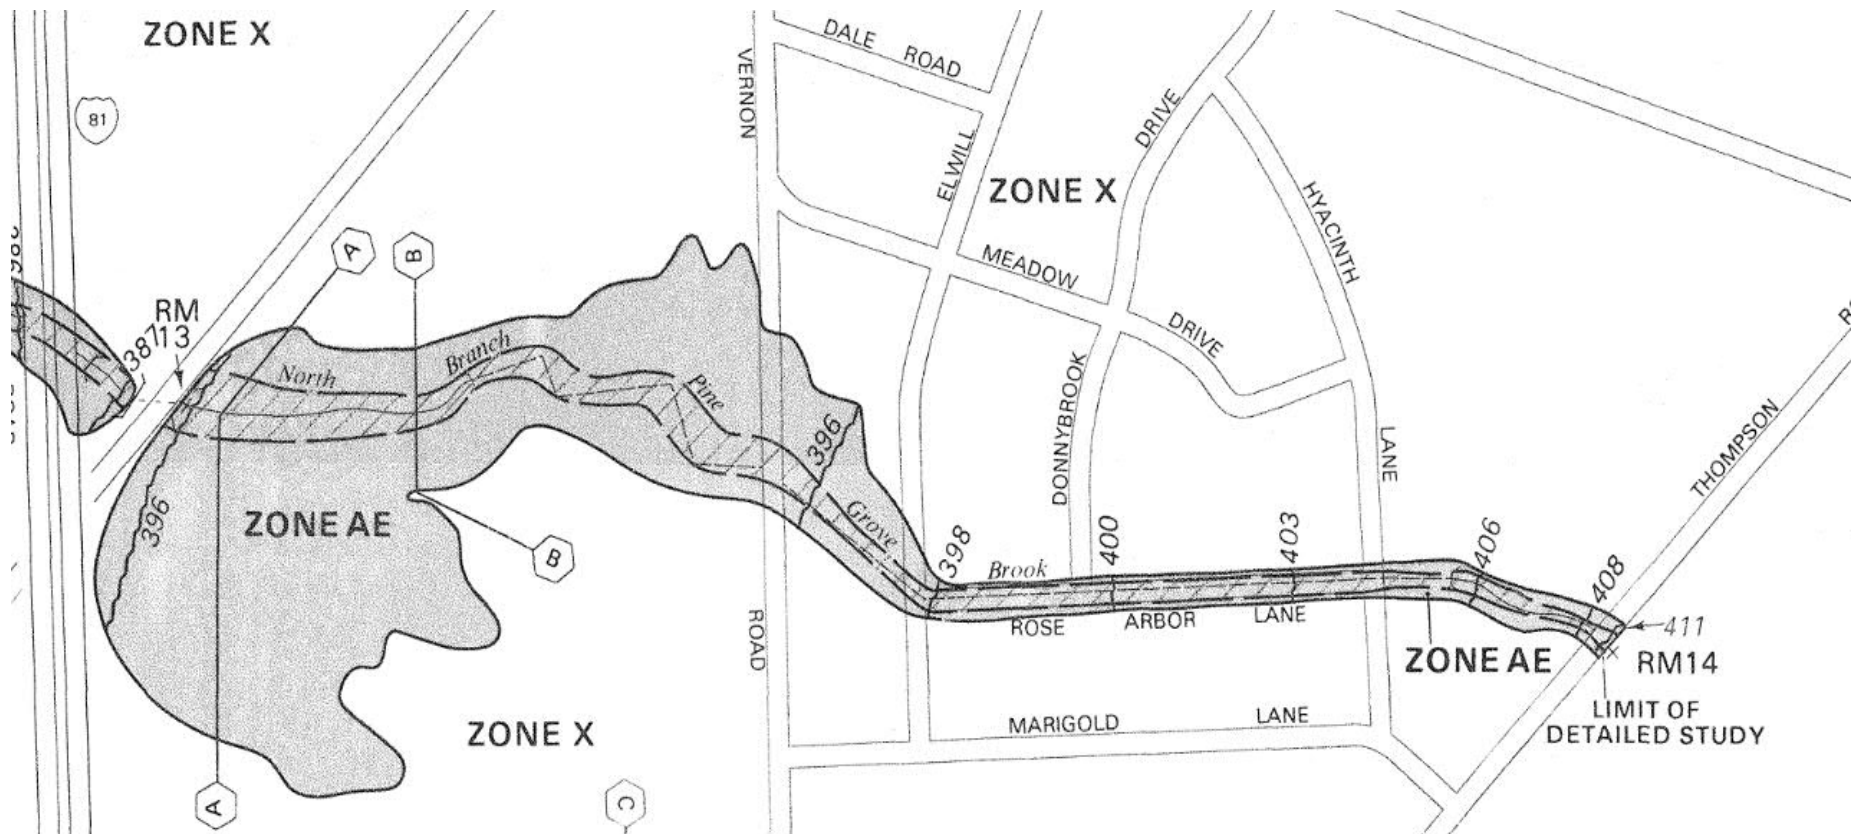 ZONE X
DALE ROAD
VERNON
81
DRIVE
ELWILL
ZONE X
HYACINTH
A
B
MEADOW
RM
13
387
DRIVE
North
Branch
Pine
DONNYBROOK
THOMPSON
LANE
396
396
ZONE AE
Grove
B
398
Brook
400
403
406
408
ROSE ARBOR LANE
411
ROAD
ZONE AE
RM14
LIMIT OF
DETAILED STUDY
ZONE X
MARIGOLD LANE
A
C